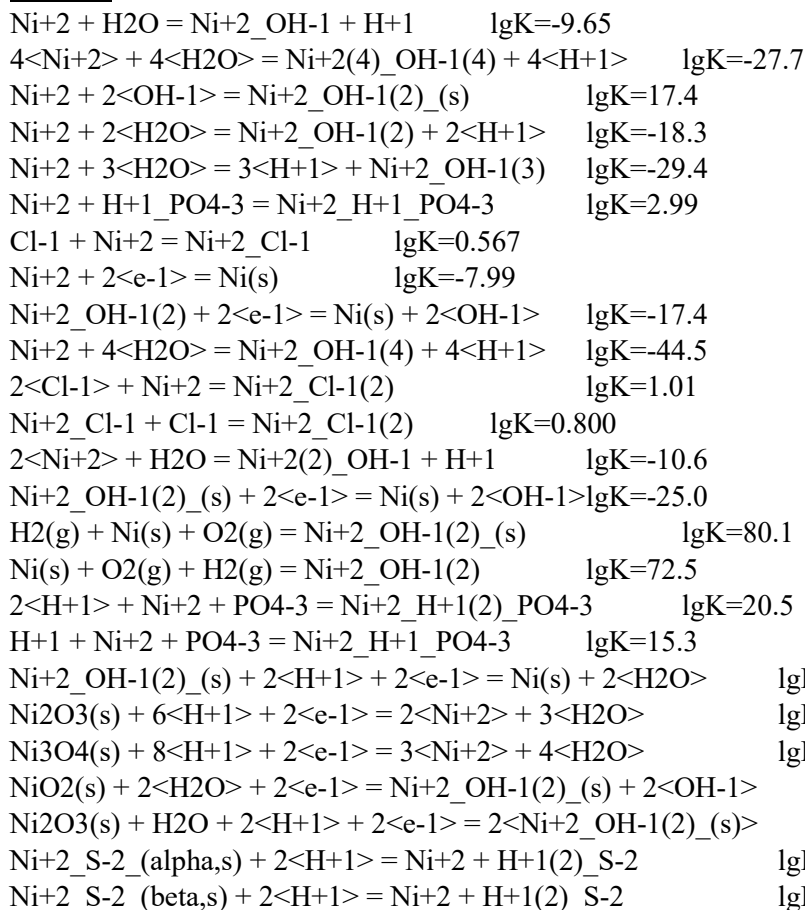 Ni+2 + H2O = Ni+2_OH-1 + H+1 lgK=-9.65
4<Ni+2> + 4<H2O> = Ni+2(4)_OH-1(4) + 4<H+1> lgK=-27.7
Ni+2 + 2<OH-1> = Ni+2_OH-1(2)_(s) lgK=17.4
Ni+2 + 2<H2O> = Ni+2_OH-1(2) + 2<H+1> lgK=-18.3
Ni+2 + 3<H2O> = 3<H+1> + Ni+2_OH-1(3) lgK=-29.4
Ni+2 + H+1_PO4-3 = Ni+2_H+1_PO4-3 lgK=2.99
Cl-1 + Ni+2 = Ni+2_Cl-1 lgK=0.567
Ni+2 + 2<e-1> = Ni(s) lgK=-7.99
Ni+2_OH-1(2) + 2<e-1> = Ni(s) + 2<OH-1> lgK=-17.4
Ni+2 + 4<H2O> = Ni+2_OH-1(4) + 4<H+1> lgK=-44.5
2<Cl-1> + Ni+2 = Ni+2_Cl-1(2) lgK=1.01
Ni+2_Cl-1 + Cl-1 = Ni+2_Cl-1(2) lgK=0.800
2<Ni+2> + H2O = Ni+2(2)_OH-1 + H+1 lgK=-10.6
Ni+2_OH-1(2)_(s) + 2<e-1> = Ni(s) + 2<OH-1>lgK=-25.0
H2(g) + Ni(s) + O2(g) = Ni+2_OH-1(2)_(s) lgK=80.1
Ni(s) + O2(g) + H2(g) = Ni+2_OH-1(2) lgK=72.5
2<H+1> + Ni+2 + PO4-3 = Ni+2_H+1(2)_PO4-3 lgK=20.5
H+1 + Ni+2 + PO4-3 = Ni+2_H+1_PO4-3 lgK=15.3
Ni+2_OH-1(2)_(s) + 2<H+1> + 2<e-1> = Ni(s) + 2<H2O> lg
Ni2O3(s) + 6<H+1> + 2<e-1> = 2<Ni+2> + 3<H2O> lg
Ni3O4(s) + 8<H+1> + 2<e-1> = 3<Ni+2> + 4<H2O> lg
NiO2(s) + 2<H2O> + 2<e-1> = Ni+2_OH-1(2)_(s) + 2<OH-1>
Ni2O3(s) + H2O + 2<H+1> + 2<e-1> = 2<Ni+2_OH-1(2)_(s)>
Ni+2_S-2_(alpha,s) + 2<H+1> = Ni+2 + H+1(2)_S-2 lg
Ni+2_S-2_(beta,s) + 2<H+1> = Ni+2 + H+1(2)_S-2 lg